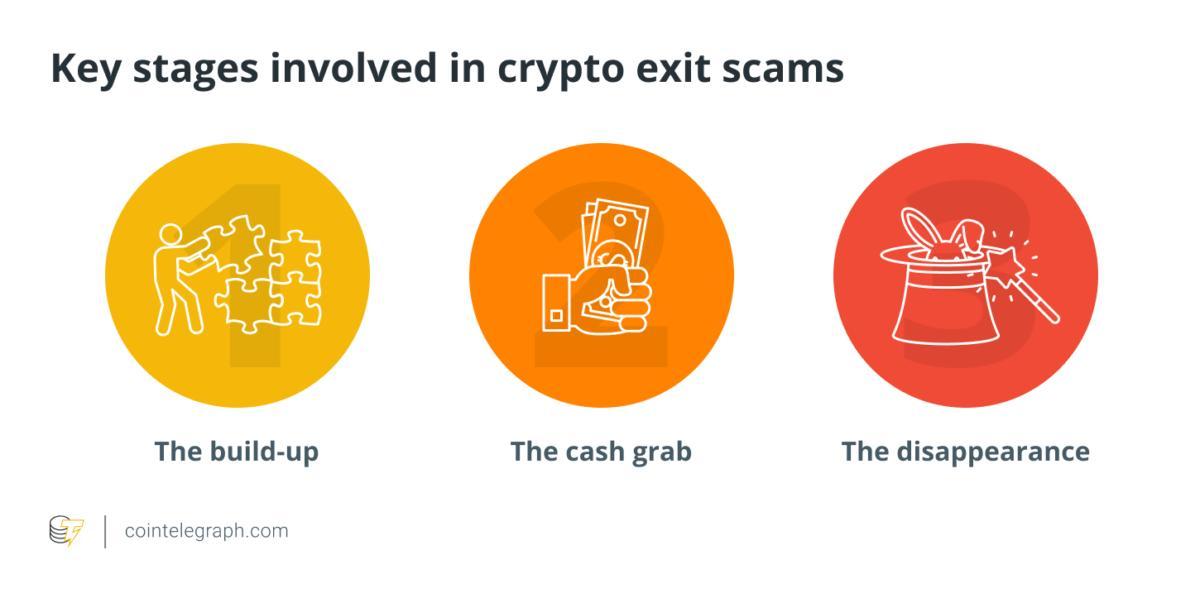 Key stages involved in crypto exit scams
1
2
3
The build-up
The cash grab
The disappearance
cointelegraph.com